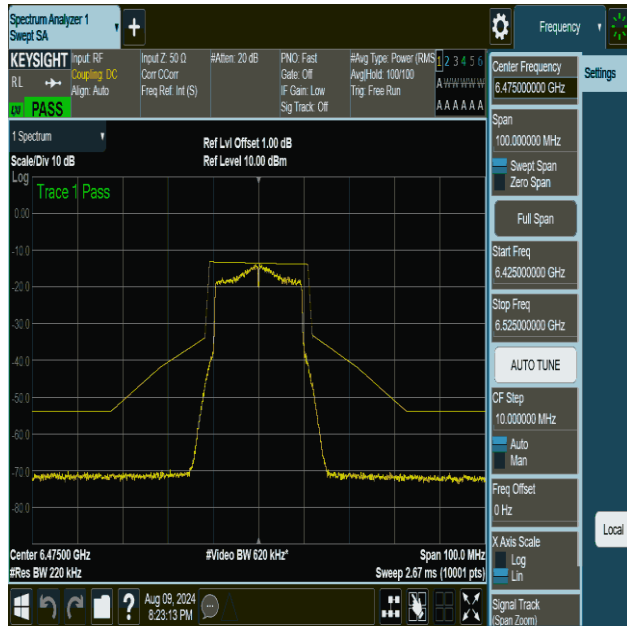 Spectrum Analyzer 1
Swept SA
+
Frequency
KEYSIGHT
RL
PASS
Input: RF
Coupling: DC
Align: Auto
Input Z: 50 Ω
Corr CCorr
Freq Ref: Int (S)
#Atten: 20 dB
PNO: Fast
Gate: Off
IF Gain: Low
Sig Track: Off
#Avg Type: Power (RMS
Avg|Hold: 100/100
Trig: Free Run
1 2 3 4 5 6
A W W W W W
A A A A A A
Center Frequency
6.475000000 GHz
Settings
Span
100.000000 MHz
Swept Span
Zero Span
Full Span
Start Freq
6.425000000 GHz
Stop Freq
6.525000000 GHz
AUTO TUNE
CF Step
10.000000 MHz
Auto
Man
Freq Offset
0 Hz
X Axis Scale
Log
Lin
Local
Signal Track
(Span Zoom)
1 Spectrum
Scale/Div 10 dB
Ref Lvl Offset 1.00 dB
Ref Level 10.00 dBm
Log
Trace 1 Pass
0.00
-10.0
-20.0
-30.0
-40.0
-50.0
-60.0
-70.0
-80.0
Center 6.47500 GHz
#Video BW 620 kHz*
Span 100.0 MHz
#Res BW 220 kHz
Sweep 2.67 ms (10001 pts)
?
Aug 09, 2024
8:23:13 PM